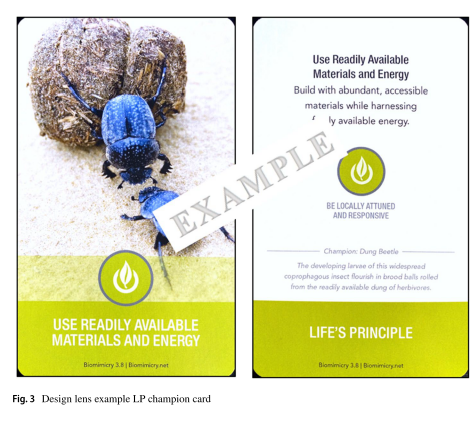 EXAMPLE
USE READILY AVAILABLE
MATERIALS AND ENERGY
Biomimicry 3.8 | Biomimicry.net
Use Readily Available
Materials and Energy
Build with abundant, accessible
materials while harnessing
ly available energy.
BE LOCALLY ATTUNED
AND RESPONSIVE
Champion: Dung Beetle
The developing larvae of this widespread
coprophagous insect flourish in brood balls rolled
from the readily available dung of herbivores.
LIFE'S PRINCIPLE
Biomimicry 3.8 | Biomimicry.net
Fig. 3 Design lens example LP champion card